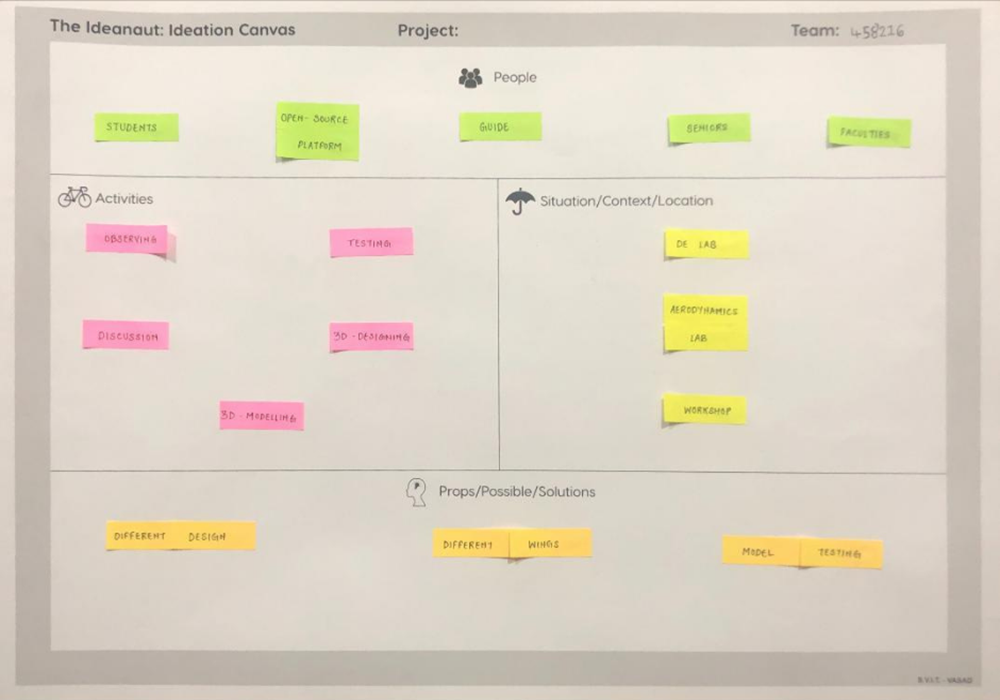 The Ideanaut: Ideation Canvas Project: Team: 458226
People
STUDENTS
OPEN-SOURCE
PLATFORM
GUIDE
SENIORS
FACULTIES
Activities
OBSERVING
TESTING
DISCUSSION
3D-DESIGNING
3D-MODELLING
Situation/Context/Location
DE LAB
AERODYNAMICS
LAB
WORKSHOP
Props/Possible/Solutions
DIFFERENT DESIGN
DIFFERENT WINGS
MODEL TESTING
B.V.I.T - VASAD